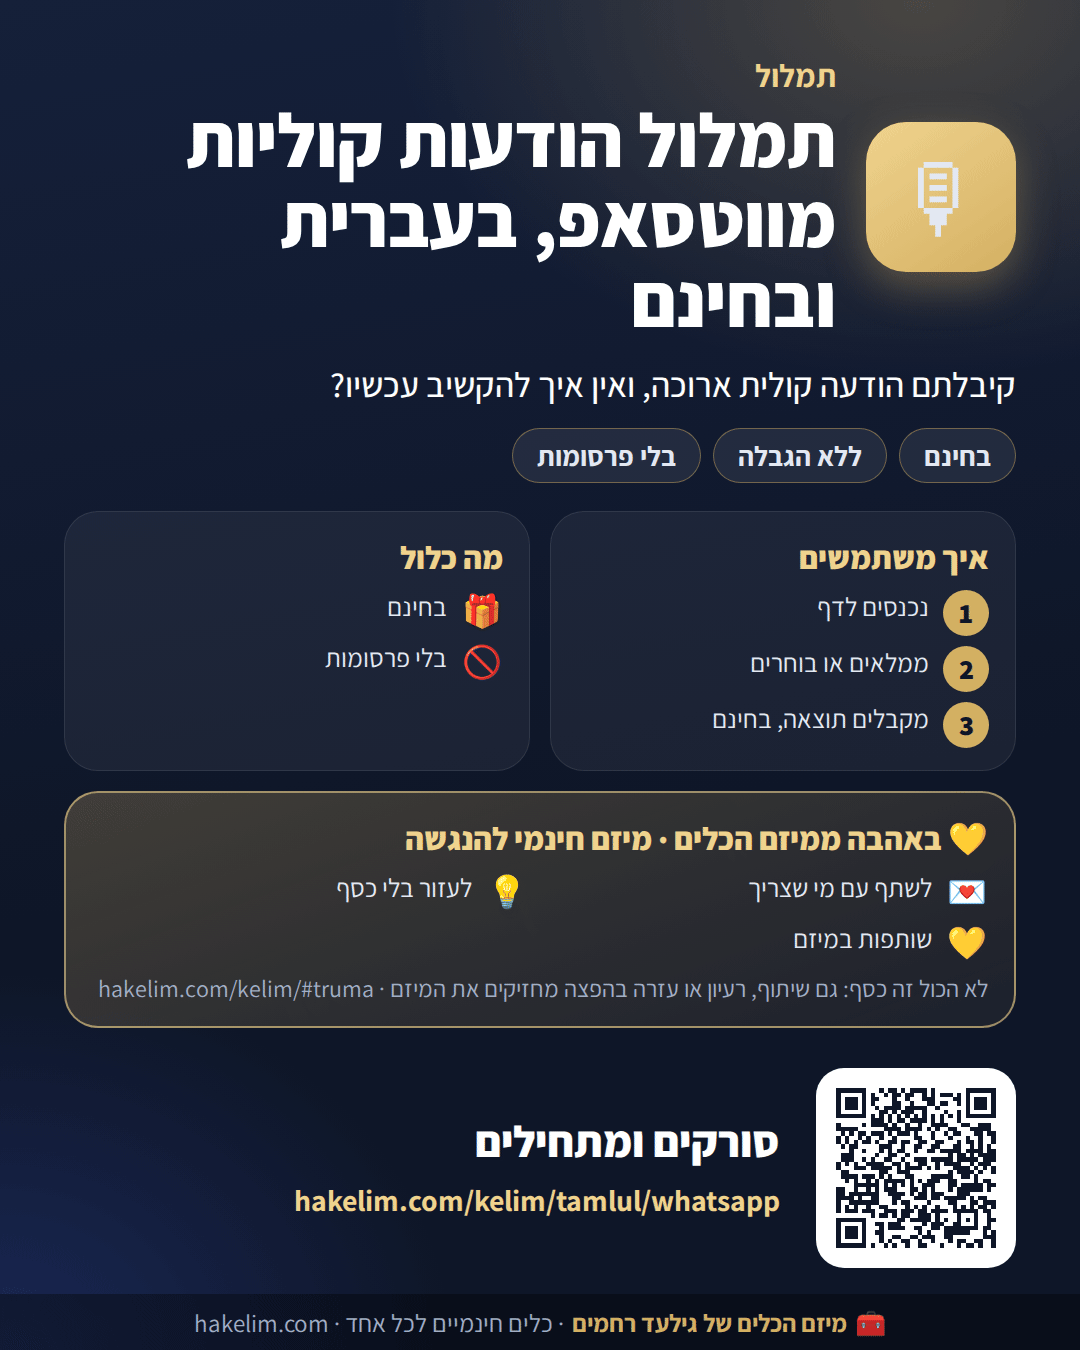 תמלול
תמלול הודעות קוליות
מווטסאפ, בעברית
ובחינם
קיבלתם הודעה קולית ארוכה, ואין איך להקשיב עכשיו?
בחינם
ללא הגבלה
בלי פרסומות
איך משתמשים
1 נכנסים לדף
2 ממלאים או בוחרים
3 מקבלים תוצאה, בחינם
מה כלול
🎁 בחינם
🚫 בלי פרסומות
💛 באהבה ממיזם הכלים · מיזם חינמי להנגשה
💌 לשתף עם מי שצריך
💡 לעזור בלי כסף
💛 שותפות במיזם
לא הכול זה כסף: גם שיתוף, רעיון או עזרה בהפצה מחזיקים את המיזם · hakelim.com/kelim/#truma
סורקים ומתחילים
hakelim.com/kelim/tamlul/whatsapp
🧰 מיזם הכלים של גילעד רחמים · כלים חינמיים לכל אחד · hakelim.com